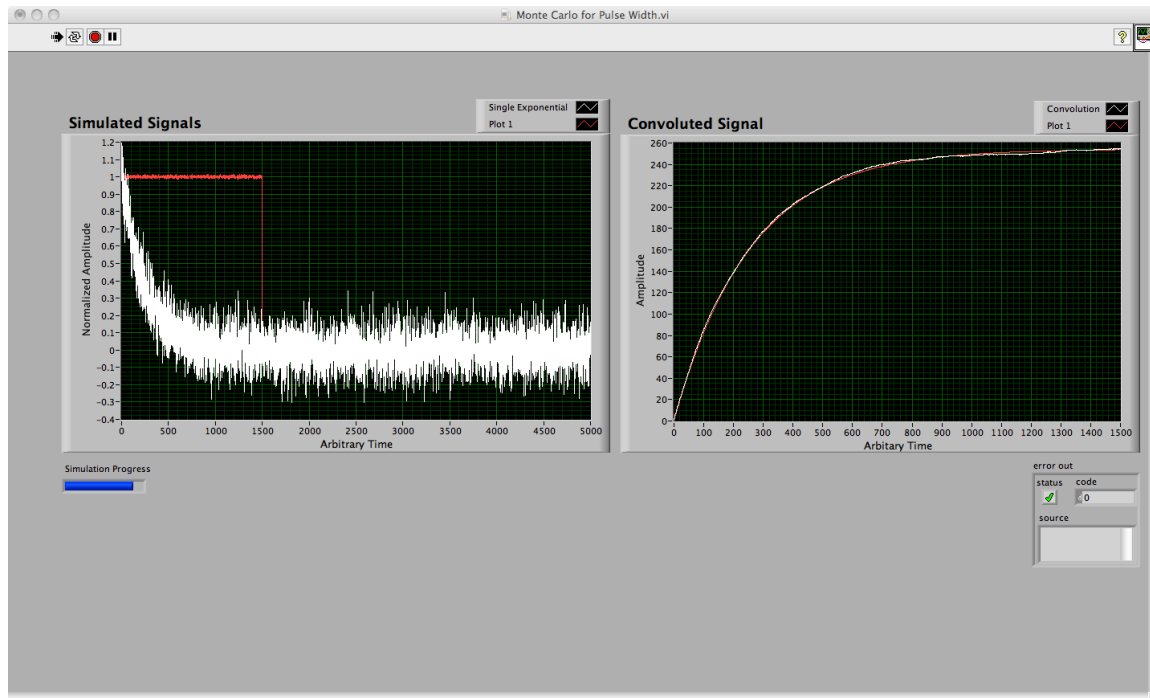 Monte Carlo for Pulse Width.vi
?
Simulated Signals
Single Exponential
Plot 1
1.2
1.1
1
0.9
0.8
0.7
0.6
0.5
0.4
0.3
0.2
0.1
0
-0.1
-0.2
-0.3
-0.4
Normalized Amplitude
0 500 1000 1500 2000 2500 3000 3500 4000 4500 5000
Arbitrary Time
Convoluted Signal
Convolution
Plot 1
260
240
220
200
180
160
140
120
100
80
60
40
20
0
Amplitude
0 100 200 300 400 500 600 700 800 900 1000 1100 1200 1300 1400 1500
Arbitary Time
Simulation Progress
error out
status code
0
source